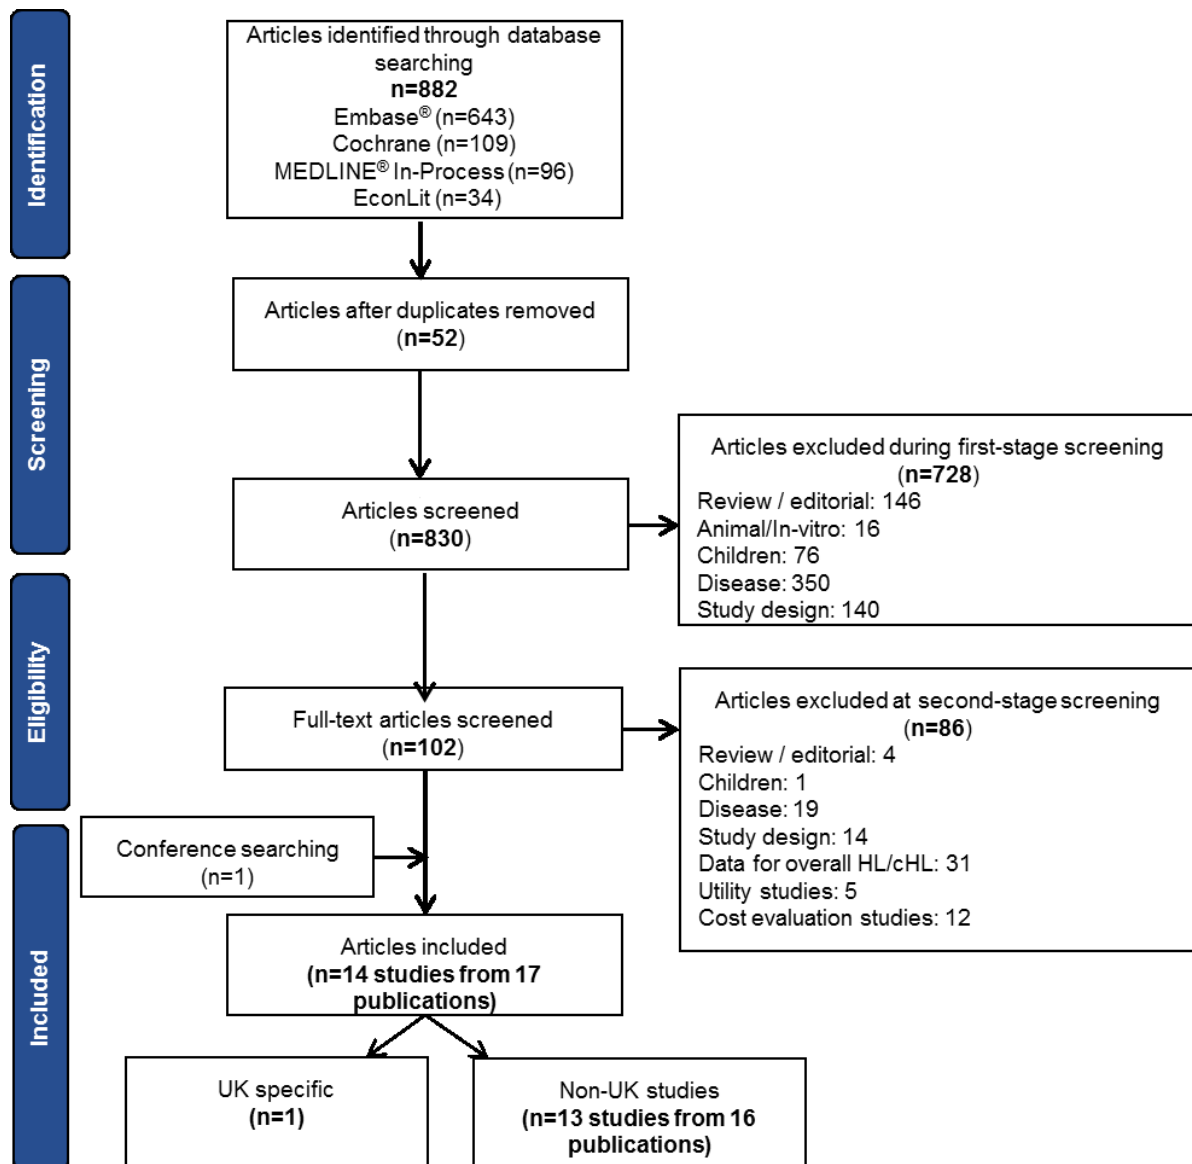 Identification
Articles identified through database
searching
n=882
Embase® (n=643)
Cochrane (n=109)
MEDLINE® In-Process (n=96)
EconLit (n=34)
Screening
Articles after duplicates removed
(n=52)
Articles screened
(n=830)
Articles excluded during first-stage screening
(n=728)
Review / editorial: 146
Animal/In-vitro: 16
Children: 76
Disease: 350
Study design: 140
Eligibility
Full-text articles screened
(n=102)
Articles excluded at second-stage screening
(n=86)
Review / editorial: 4
Children: 1
Disease: 19
Study design: 14
Data for overall HL/cHL: 31
Utility studies: 5
Cost evaluation studies: 12
Included
Conference searching
(n=1)
Articles included
(n=14 studies from 17
publications)
UK specific
(n=1)
Non-UK studies
(n=13 studies from 16
publications)